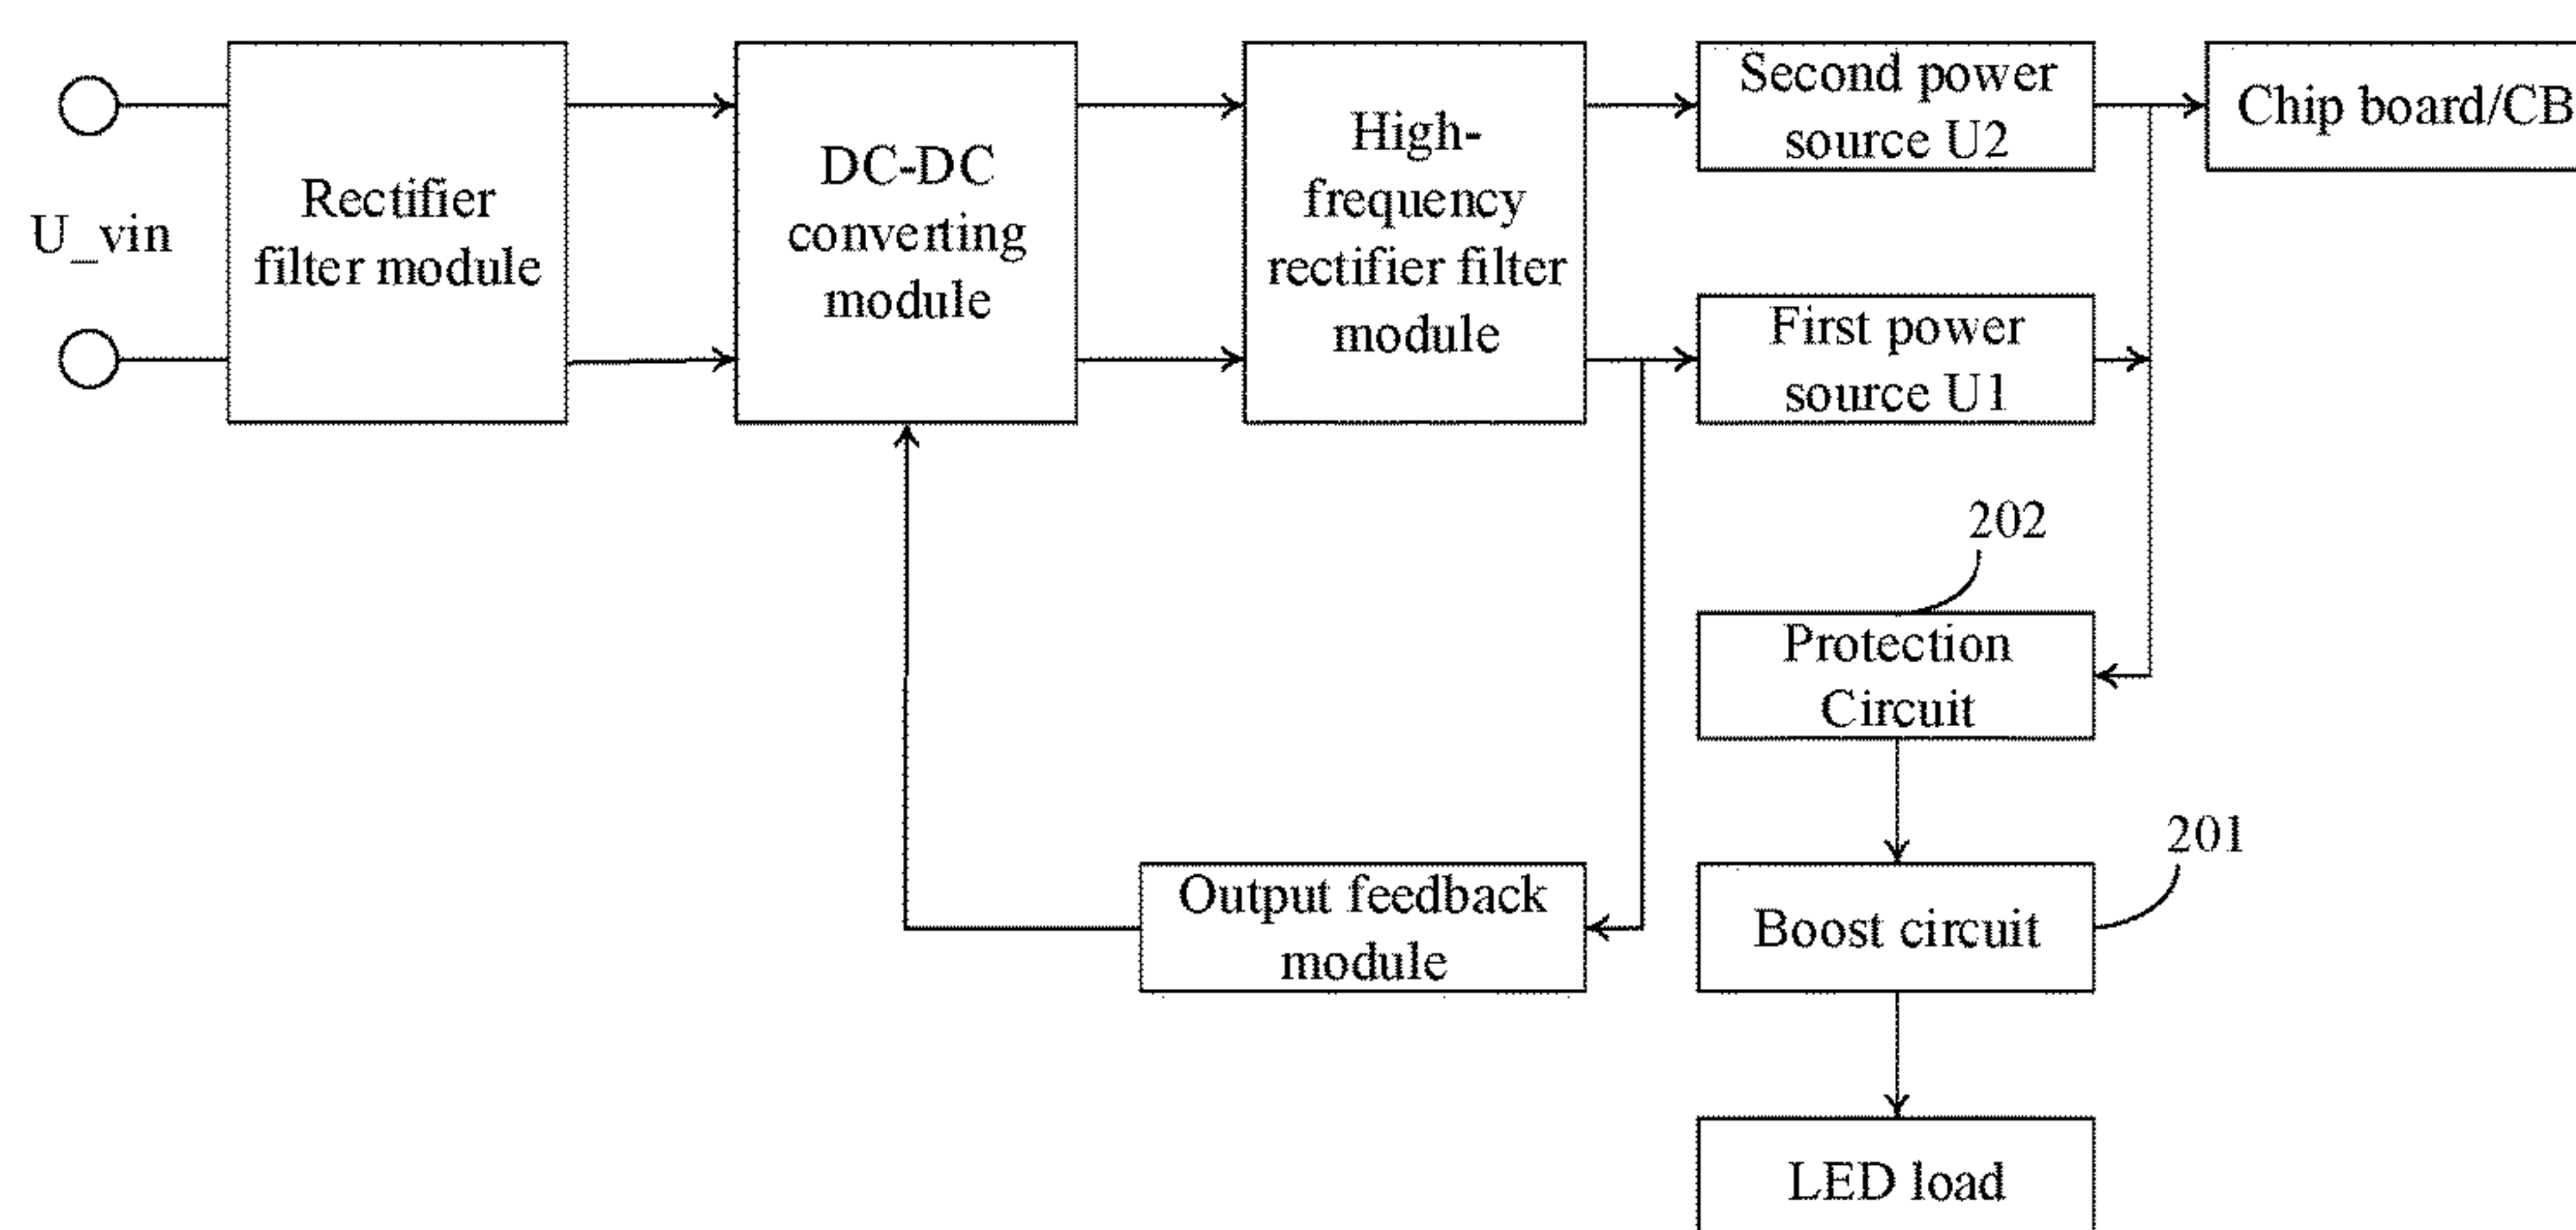 U_vin
Rectifier
filter module
DC-DC
converting
module
High-
frequency
rectifier filter
module
Second power
source U2
Chip board/CB
First power
source U1
202
Protection
Circuit
201
Output feedback
module
Boost circuit
LED load